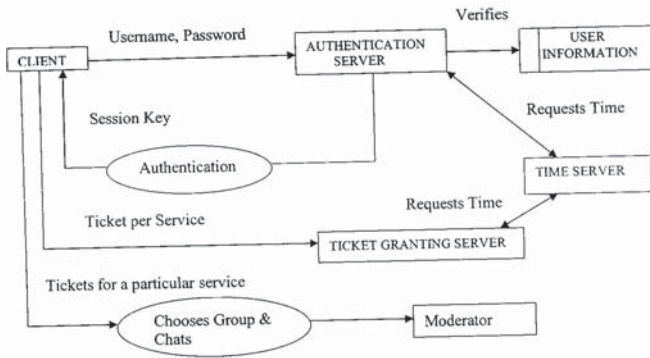 Verifies
Username, Password
AUTHENTICATION
SERVER
USER
INFORMATION
CLIENT
Session Key
Requests Time
Authentication
TIME SERVER
Requests Time
Ticket per Service
TICKET GRANTING SERVER
Tickets for a particular service
Chooses Group &
Chats
Moderator